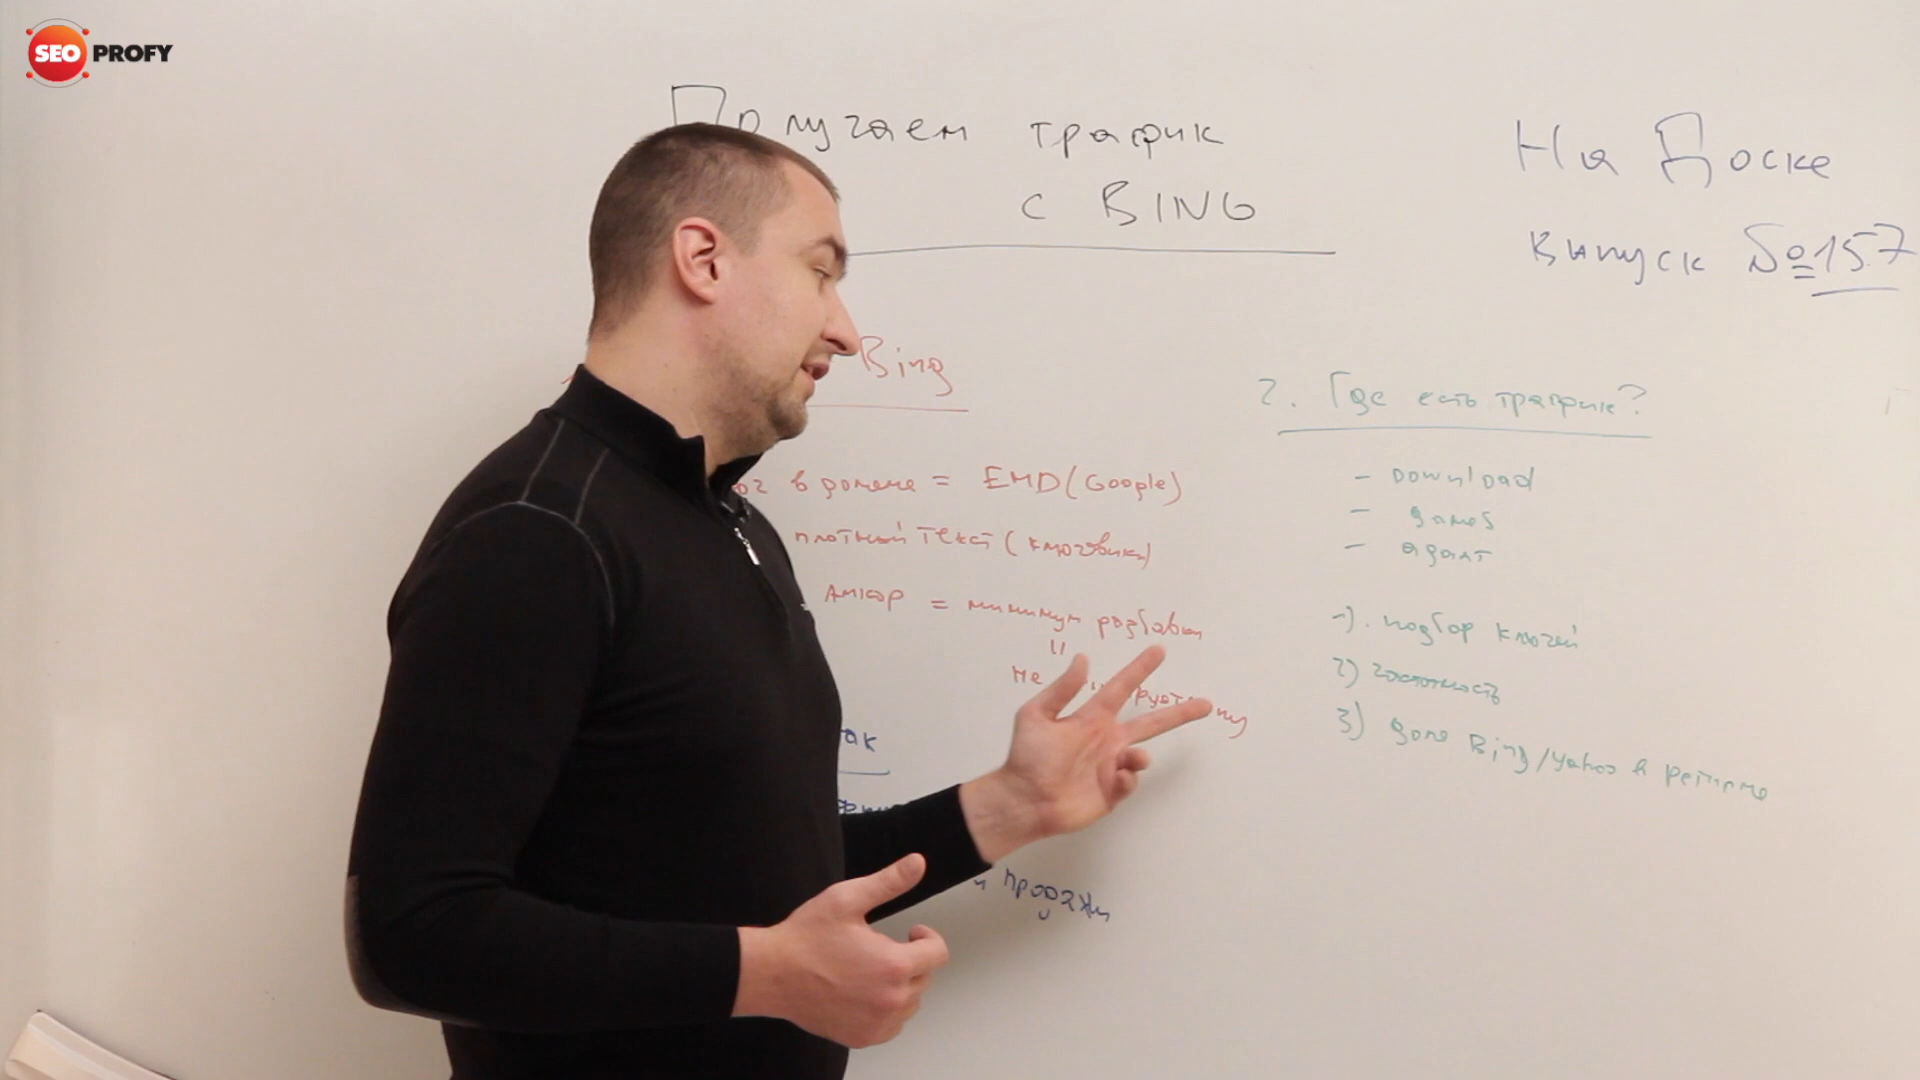 SEO PROFY
Получаем трафик
с BING
На Доске
Выпуск №157
Bing
в домене = EMD (Google)
плотный текст (ключевики)
Анкор = минимум разбавки
||
не
2. Где есть трафик?
- Download
- games
- адалт
1). подбор ключей
2) частотность
3) доля Bing/Yahoo в регионе
и продажи